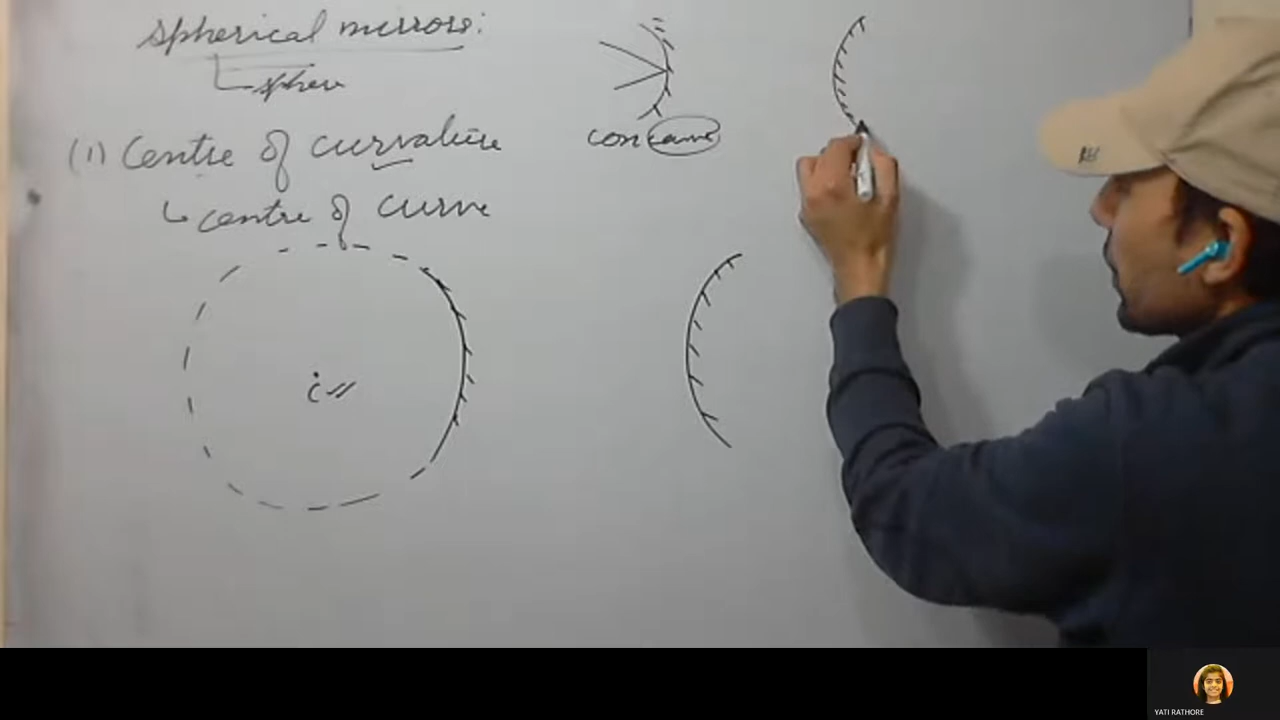 spherical mirrors:
sphere
concave
(1) Centre of curvature
↳ centre of curve
c
YATI RATHORE